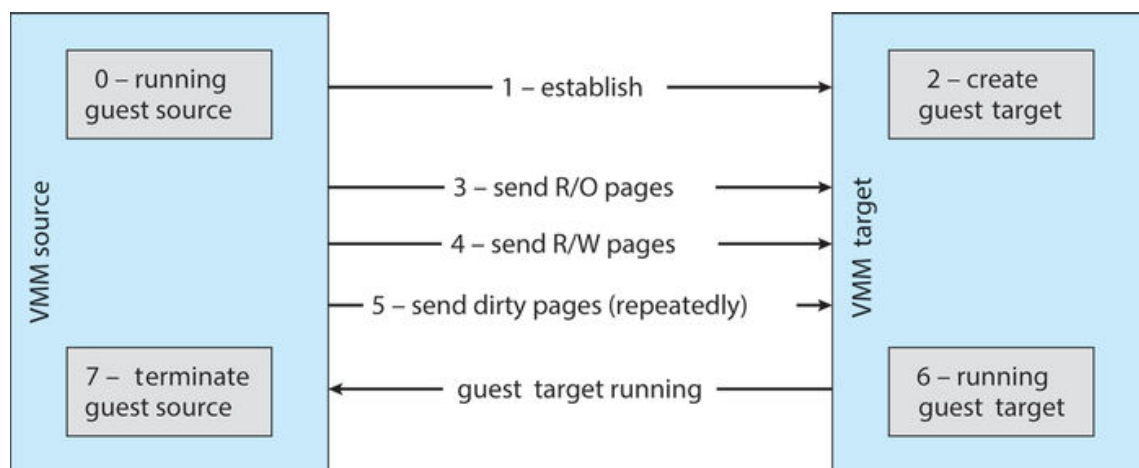 0 – running
guest source
1 – establish
2 – create
guest target
3 – send R/O pages
VMM source
4 – send R/W pages
VMM target
5 – send dirty pages (repeatedly)
7 – terminate
guest source
guest target running
6 – running
guest target